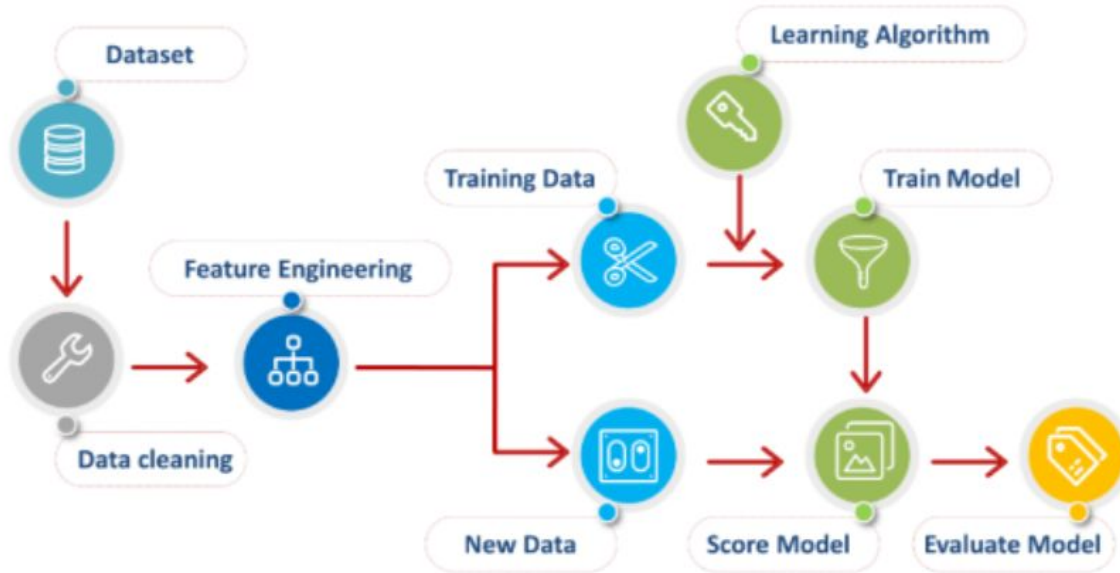 Dataset
Learning Algorithm
Training Data
Train Model
Feature Engineering
Data cleaning
New Data
Score Model
Evaluate Model